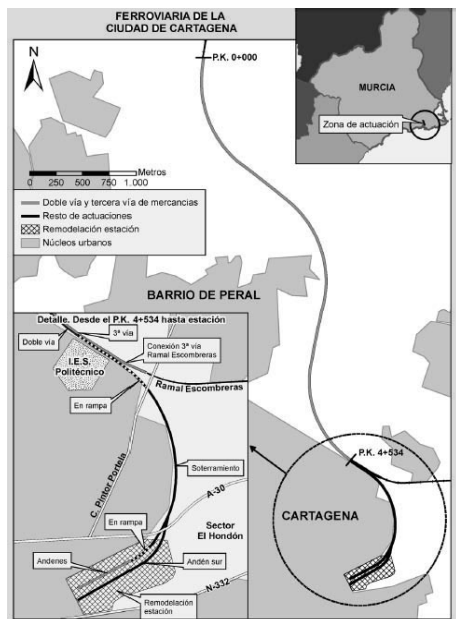 FERROVIARIA DE LA
CIUDAD DE CARTAGENA
N
P.K. 0+000
MURCIA
Zona de actuación
Metros
0 250 500 750 1.000
Doble vía y tercera vía de mercancias
Resto de actuaciones
Remodelación estación
Núcleos urbanos
BARRIO DE PERAL
Detalle. Desde el P.K. 4+534 hasta estación
3ª vía
Doble vía
Conexión 3ª vía
Ramal Escombreras
I.E.S.
Politécnico
Ramal Escombreras
En rampa
P.K. 4+534
C. Pintor Portela
Soterramiento
A-30
CARTAGENA
En rampa
Sector
El Hondón
Andenes
Andén sur
N-332
Remodelación
estación